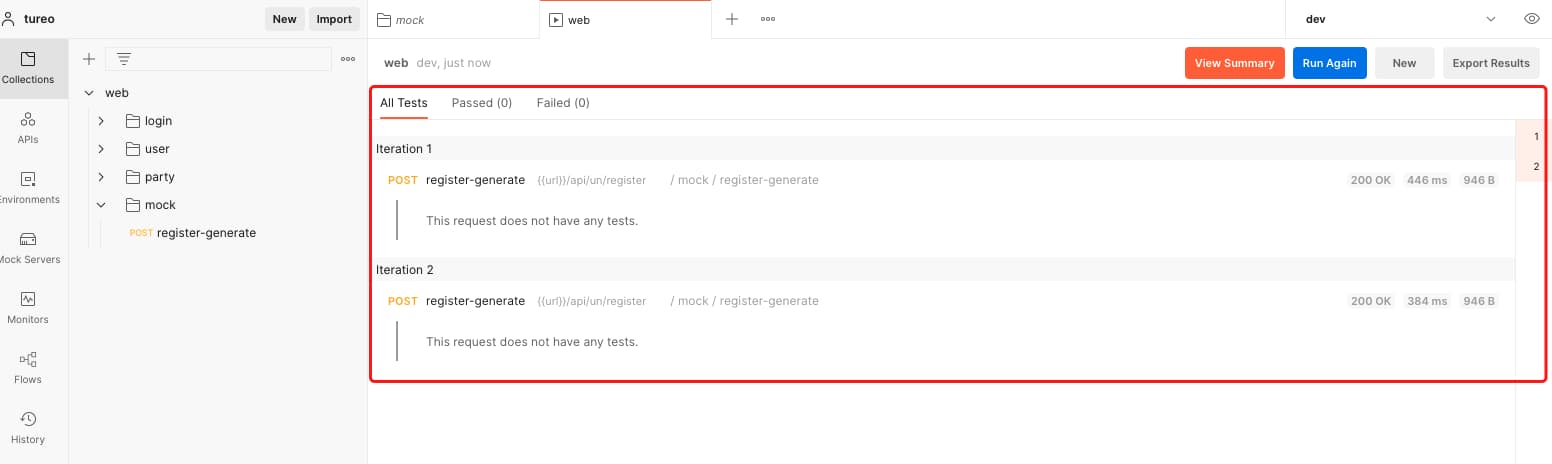 tureo
New
Import
mock
web
dev
Collections
APIs
Environments
Mock Servers
Monitors
Flows
History
web
login
user
party
mock
POST register-generate
web dev, just now
View Summary
Run Again
New
Export Results
All Tests
Passed (0)
Failed (0)
1
2
Iteration 1
POST register-generate {{url}}/api/un/register / mock / register-generate 200 OK 446 ms 946 B
This request does not have any tests.
Iteration 2
POST register-generate {{url}}/api/un/register / mock / register-generate 200 OK 384 ms 946 B
This request does not have any tests.